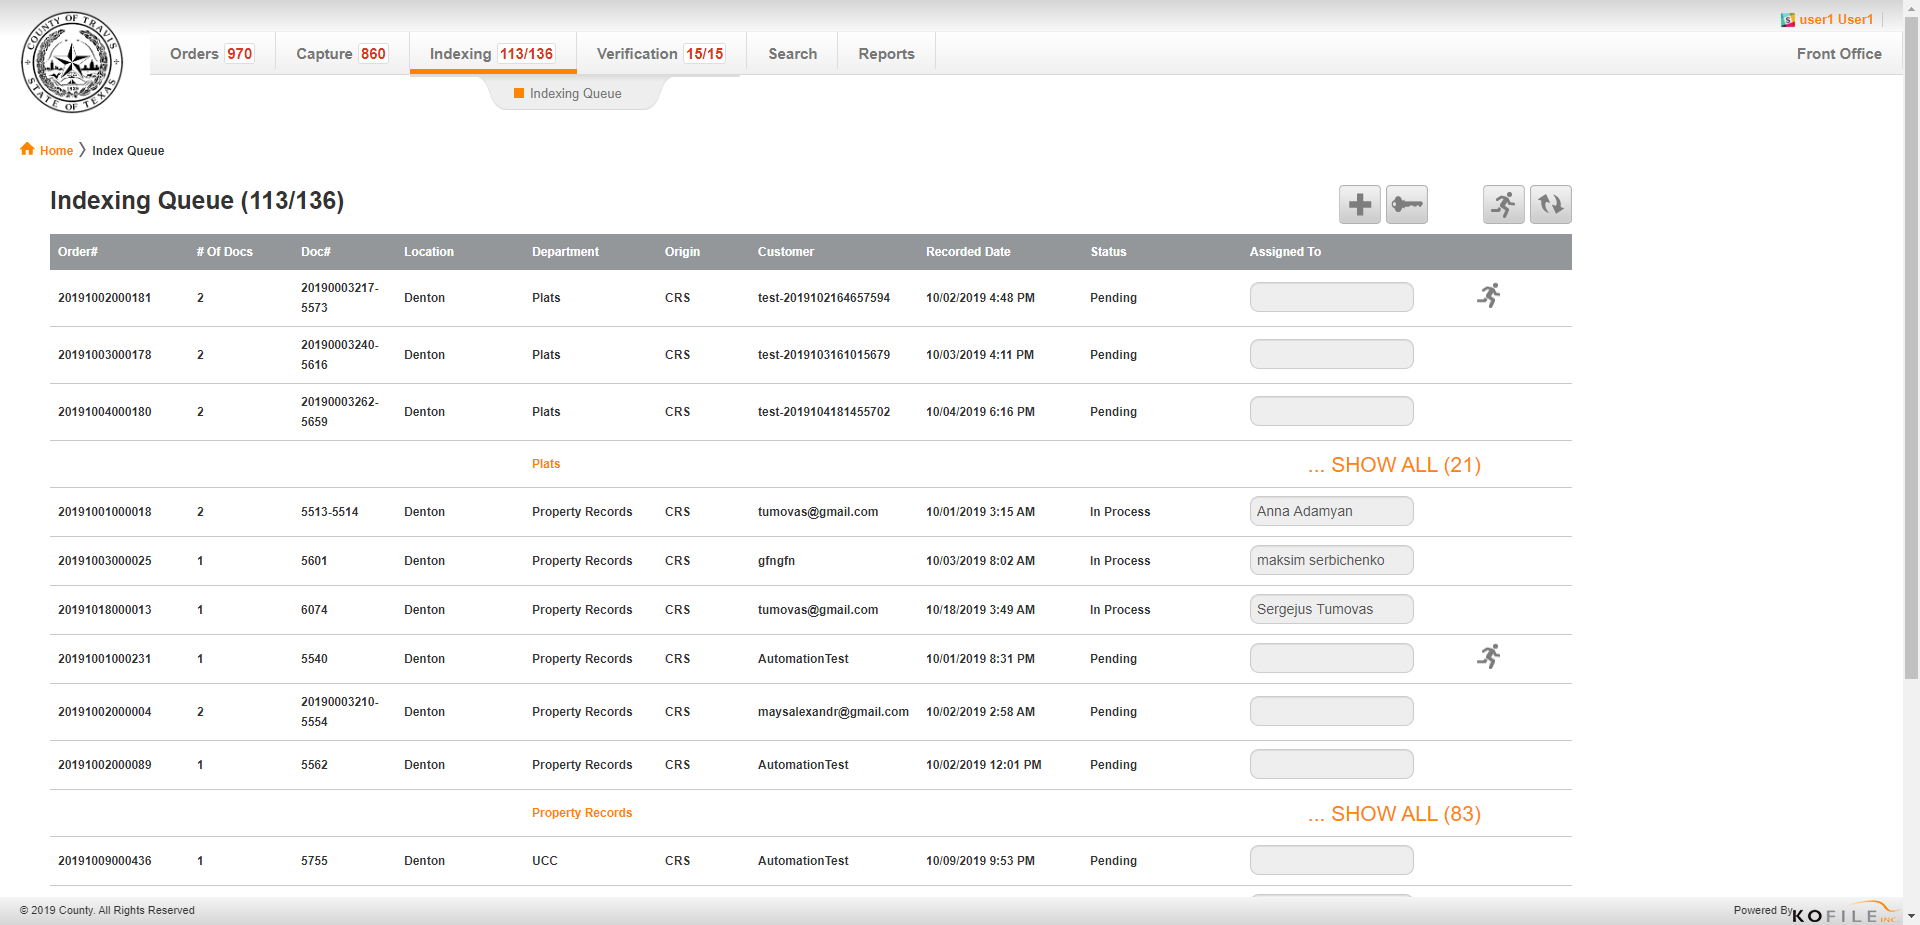 COUNTY OF TRAVIS
STATE OF TEXAS
user1 User1
Orders 970
Capture 860
Indexing 113/136
Verification 15/15
Search
Reports
Front Office
Indexing Queue
Home > Index Queue
Indexing Queue (113/136)
Order# # Of Docs Doc# Location Department Origin Customer Recorded Date Status Assigned To
20191002000181 2 20190003217-5573 Denton Plats CRS test-2019102164657594 10/02/2019 4:48 PM Pending
20191003000178 2 20190003240-5616 Denton Plats CRS test-2019103161015679 10/03/2019 4:11 PM Pending
20191004000180 2 20190003262-5659 Denton Plats CRS test-2019104181455702 10/04/2019 6:16 PM Pending
Plats ... SHOW ALL (21)
20191001000018 2 5513-5514 Denton Property Records CRS tumovas@gmail.com 10/01/2019 3:15 AM In Process Anna Adamyan
20191003000025 1 5601 Denton Property Records CRS gfngfn 10/03/2019 8:02 AM In Process maksim serbichenko
20191018000013 1 6074 Denton Property Records CRS tumovas@gmail.com 10/18/2019 3:49 AM In Process Sergejus Tumovas
20191001000231 1 5540 Denton Property Records CRS AutomationTest 10/01/2019 8:31 PM Pending
20191002000004 2 20190003210-5554 Denton Property Records CRS maysalexandr@gmail.com 10/02/2019 2:58 AM Pending
20191002000089 1 5562 Denton Property Records CRS AutomationTest 10/02/2019 12:01 PM Pending
Property Records ... SHOW ALL (83)
20191009000436 1 5755 Denton UCC CRS AutomationTest 10/09/2019 9:53 PM Pending
© 2019 County. All Rights Reserved
Powered By KOFILE INC.